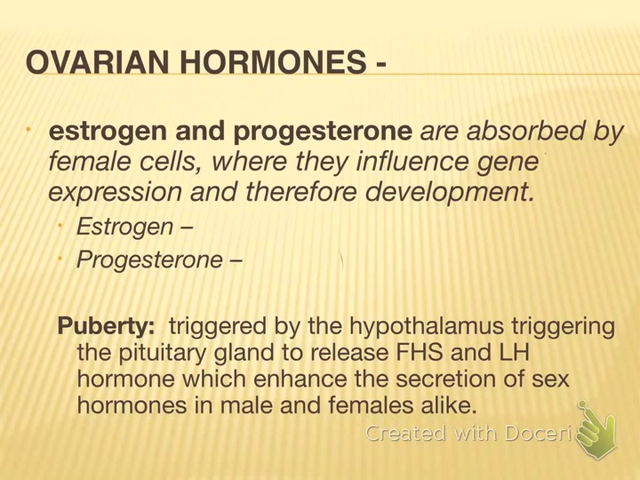 OVARIAN HORMONES -
• estrogen and progesterone are absorbed by
female cells, where they influence gene
expression and therefore development.
• Estrogen –
• Progesterone –
Puberty: triggered by the hypothalamus triggering
the pituitary gland to release FHS and LH
hormone which enhance the secretion of sex
hormones in male and females alike.
Created with Doceri